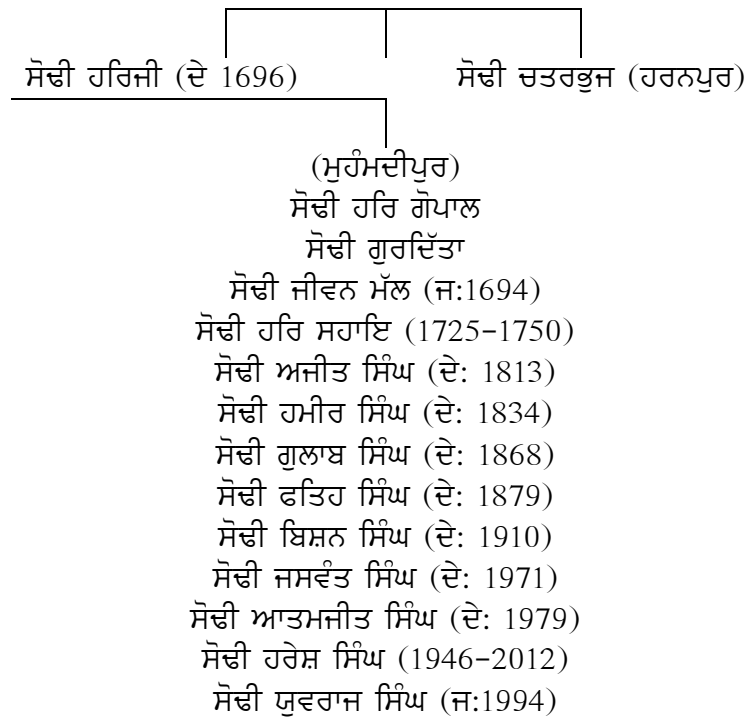 ਸੋਢੀ ਹਰਿਜੀ (ਦੇ 1696) ਸੋਢੀ ਚਤਰਭੁਜ (ਹਰਨਪੁਰ)
(ਮੁਹੰਮਦੀਪੁਰ)
ਸੋਢੀ ਹਰਿ ਗੋਪਾਲ
ਸੋਢੀ ਗੁਰਦਿੱਤਾ
ਸੋਢੀ ਜੀਵਨ ਮੱਲ (ਜ:1694)
ਸੋਢੀ ਹਰਿ ਸਹਾਇ (1725-1750)
ਸੋਢੀ ਅਜੀਤ ਸਿੰਘ (ਦੇ: 1813)
ਸੋਢੀ ਹਮੀਰ ਸਿੰਘ (ਦੇ: 1834)
ਸੋਢੀ ਗੁਲਾਬ ਸਿੰਘ (ਦੇ: 1868)
ਸੋਢੀ ਫਤਿਹ ਸਿੰਘ (ਦੇ: 1879)
ਸੋਢੀ ਬਿਸ਼ਨ ਸਿੰਘ (ਦੇ: 1910)
ਸੋਢੀ ਜਸਵੰਤ ਸਿੰਘ (ਦੇ: 1971)
ਸੋਢੀ ਆਤਮਜੀਤ ਸਿੰਘ (ਦੇ: 1979)
ਸੋਢੀ ਹਰੇਸ਼ ਸਿੰਘ (1946-2012)
ਸੋਢੀ ਯੁਵਰਾਜ ਸਿੰਘ (ਜ:1994)